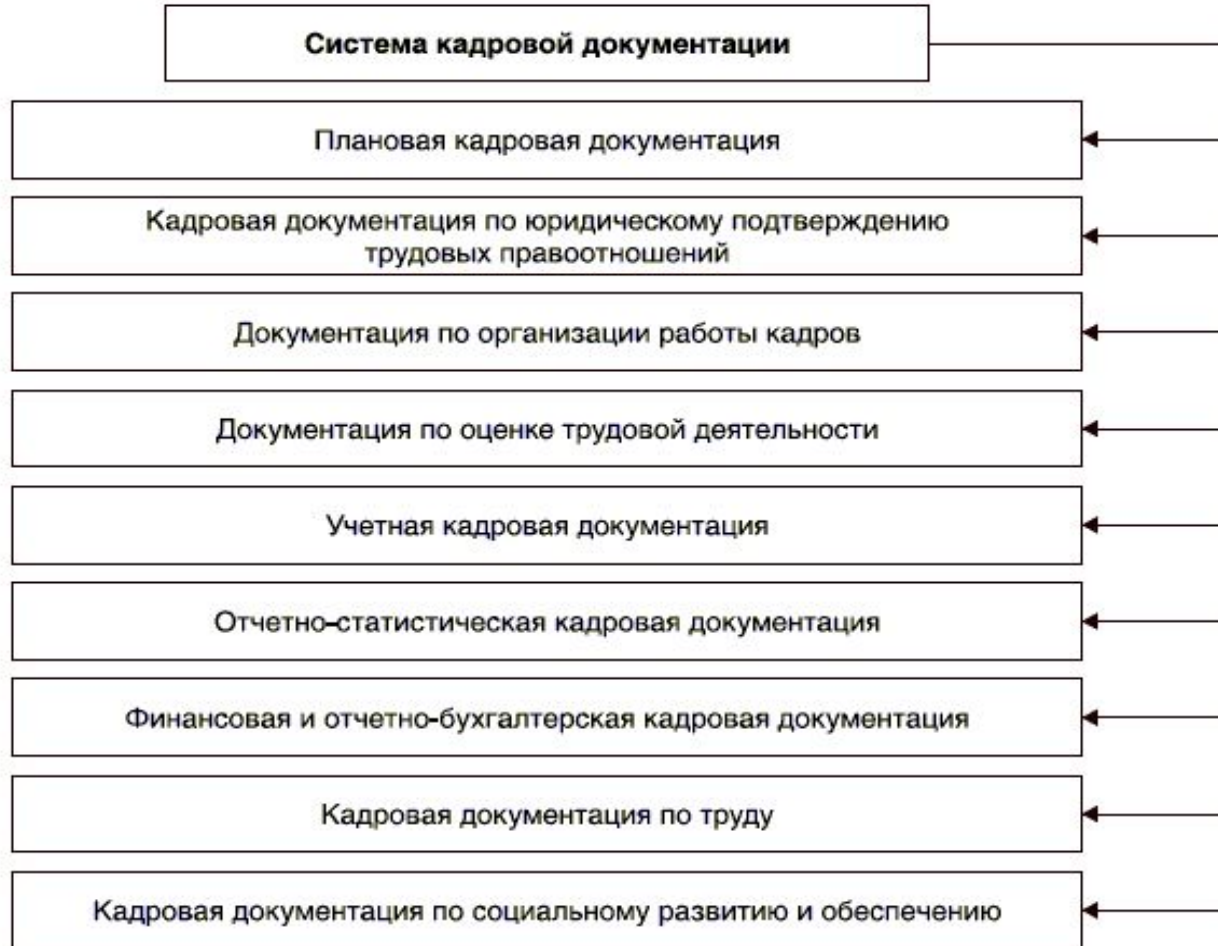 Система кадровой документации
Плановая кадровая документация
Кадровая документация по юридическому подтверждению
трудовых правоотношений
Документация по организации работы кадров
Документация по оценке трудовой деятельности
Учетная кадровая документация
Отчетно-статистическая кадровая документация
Финансовая и отчетно-бухгалтерская кадровая документация
Кадровая документация по труду
Кадровая документация по социальному развитию и обеспечению